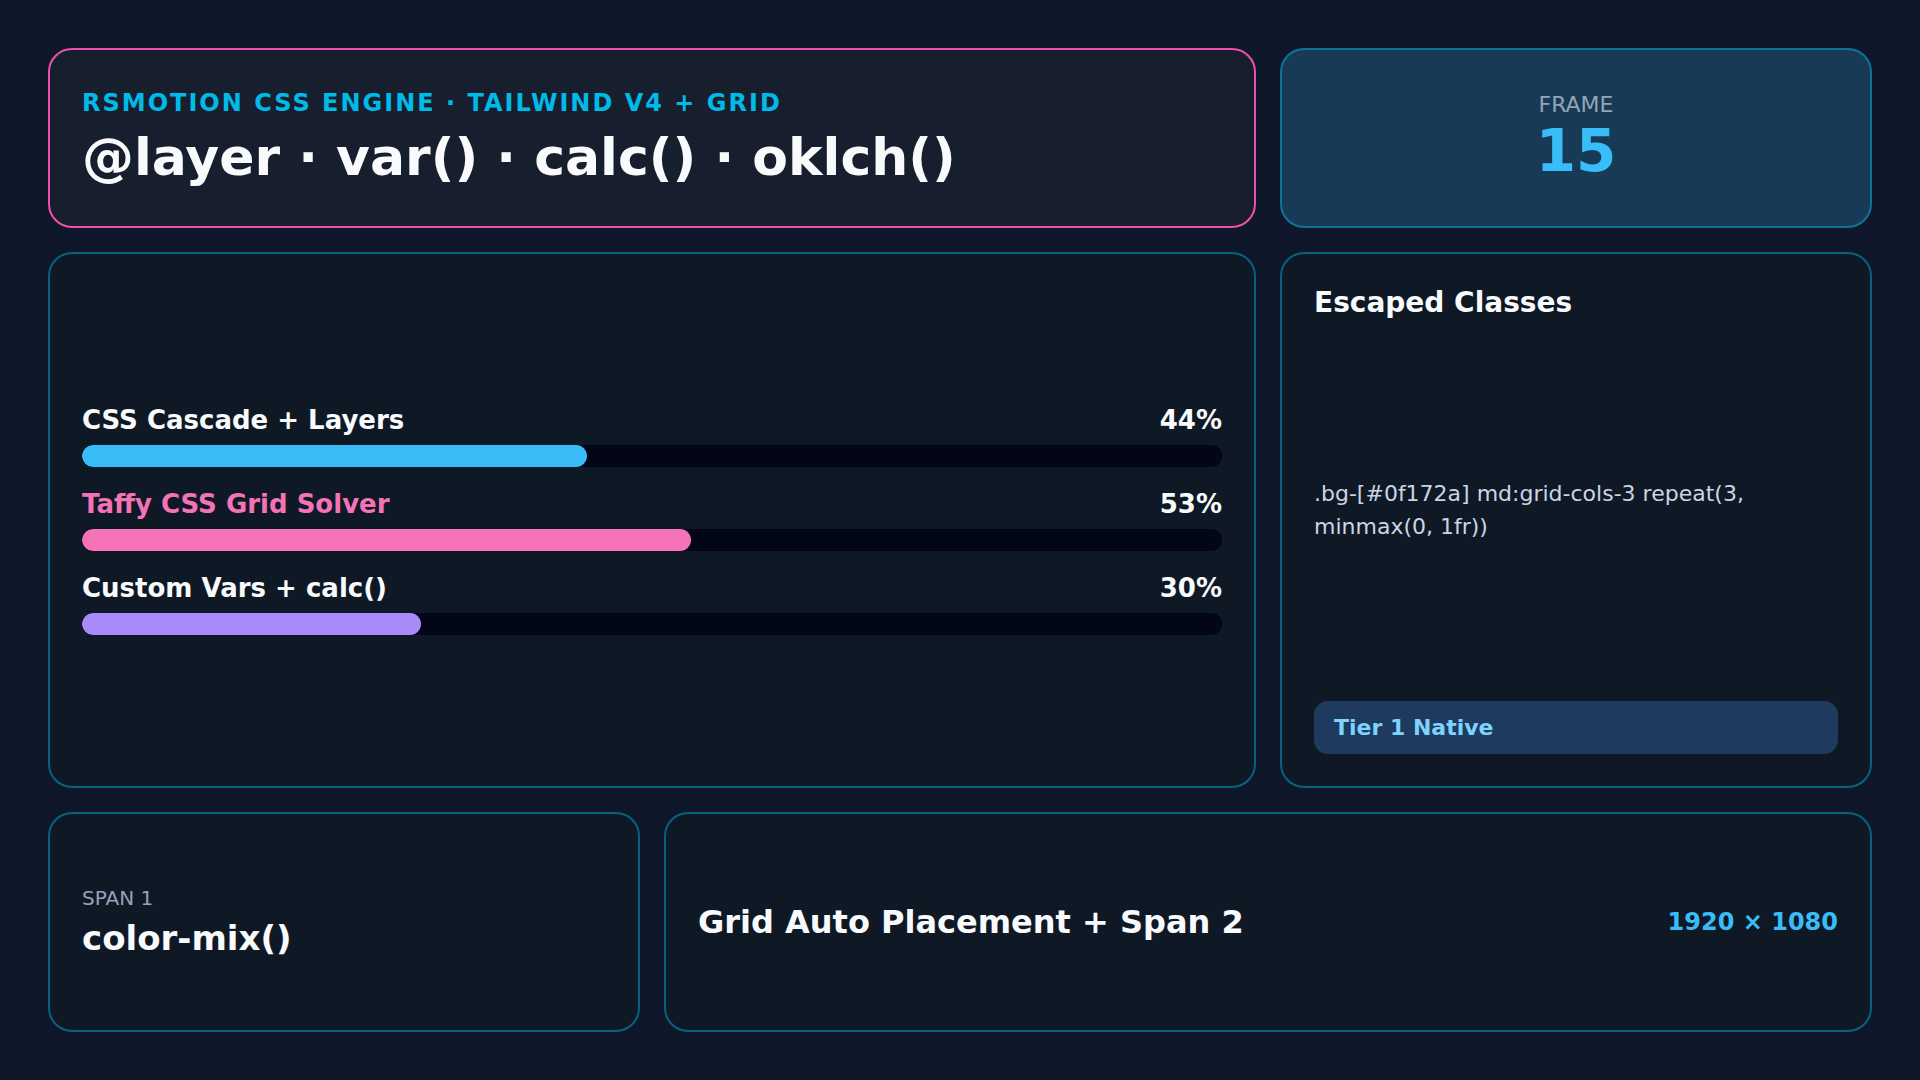 RSMOTION CSS ENGINE · TAILWIND V4 + GRID
@layer · var() · calc() · oklch()
FRAME
15
CSS Cascade + Layers
44%
Taffy CSS Grid Solver
53%
Custom Vars + calc()
30%
Escaped Classes
.bg-[#0f172a] md:grid-cols-3 repeat(3,
minmax(0, 1fr))
Tier 1 Native
SPAN 1
color-mix()
Grid Auto Placement + Span 2
1920 × 1080